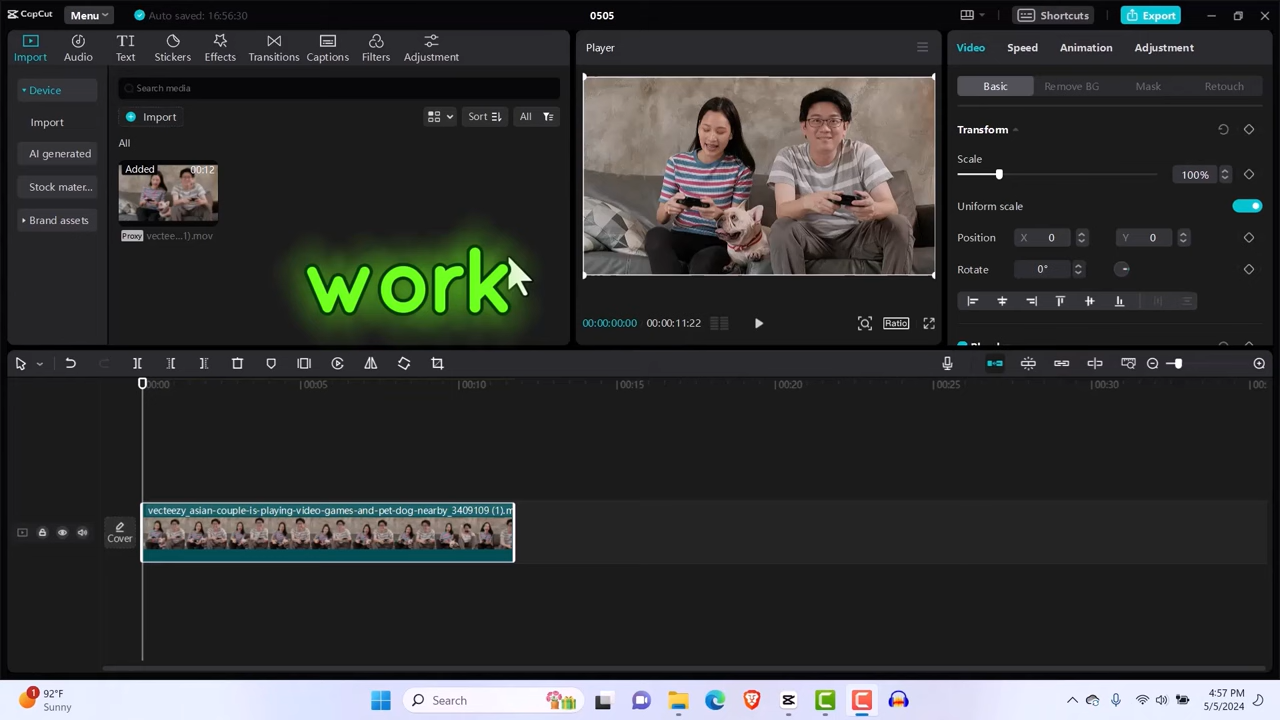 CapCut
Menu
Auto saved: 16:56:30
0505
Shortcuts
Export
Import
Audio
Text
Stickers
Effects
Transitions
Captions
Filters
Adjustment
Device
Import
AI generated
Stock mater...
Brand assets
Search media
Import
Sort
All
All
Added
00:12
Proxy
vectee...1).mov
work
Player
00:00:00:00
00:00:11:22
Ratio
Video
Speed
Animation
Adjustment
Basic
Remove BG
Mask
Retouch
Transform
Scale
100%
Uniform scale
Position
X
0
Y
0
Rotate
0°
00:00
00:05
00:10
00:15
00:20
00:25
00:30
00:
Cover
vecteezy_asian-couple-is-playing-video-games-and-pet-dog-nearby_3409109 (1).m
1
92°F
Sunny
Search
4:57 PM
5/5/2024